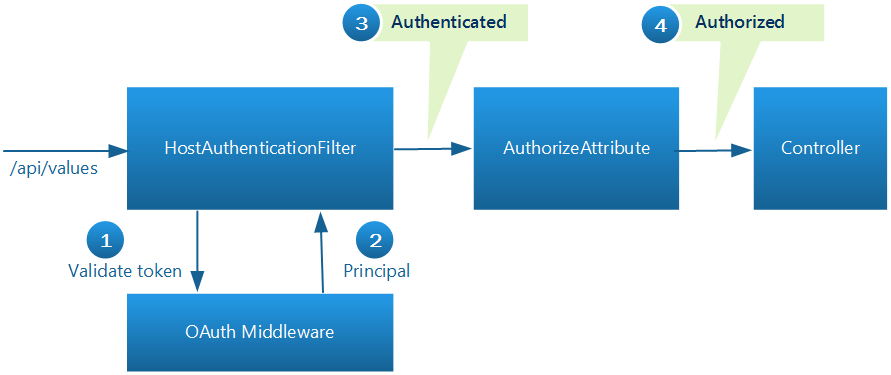 3 Authenticated
4 Authorized
HostAuthenticationFilter
AuthorizeAttribute
Controller
/api/values
1
Validate token
2
Principal
OAuth Middleware